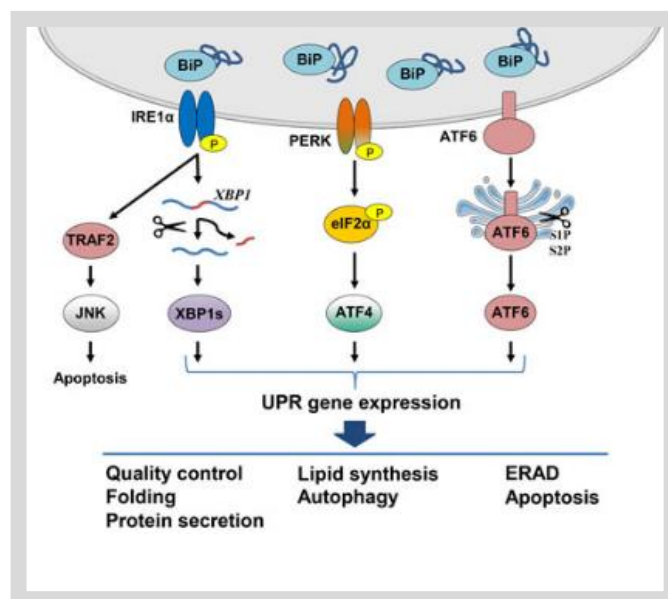 BiP
BiP
BiP
BiP
IRE1α
P
PERK
P
ATF6
XBP1
TRAF2
eIF2α
P
ATF6
S1P
S2P
JNK
XBP1s
ATF4
ATF6
Apoptosis
UPR gene expression
Quality control
Folding
Protein secretion
Lipid synthesis
Autophagy
ERAD
Apoptosis